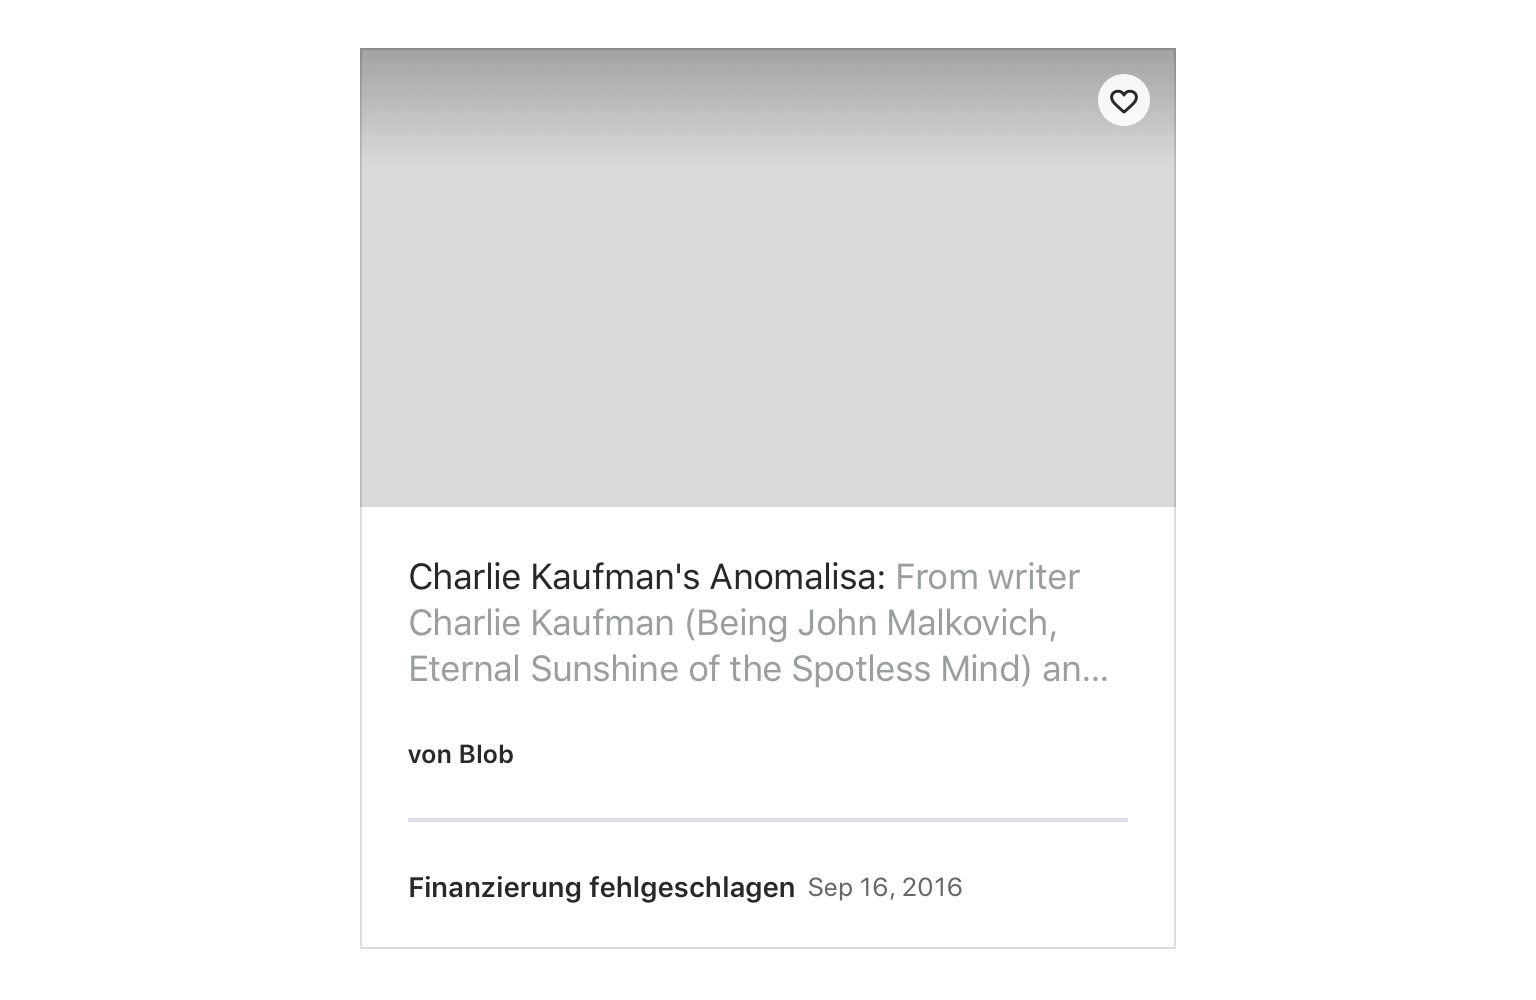 Charlie Kaufman's Anomalisa: From writer
Charlie Kaufman (Being John Malkovich,
Eternal Sunshine of the Spotless Mind) an...
von Blob
Finanzierung fehlgeschlagen Sep 16, 2016